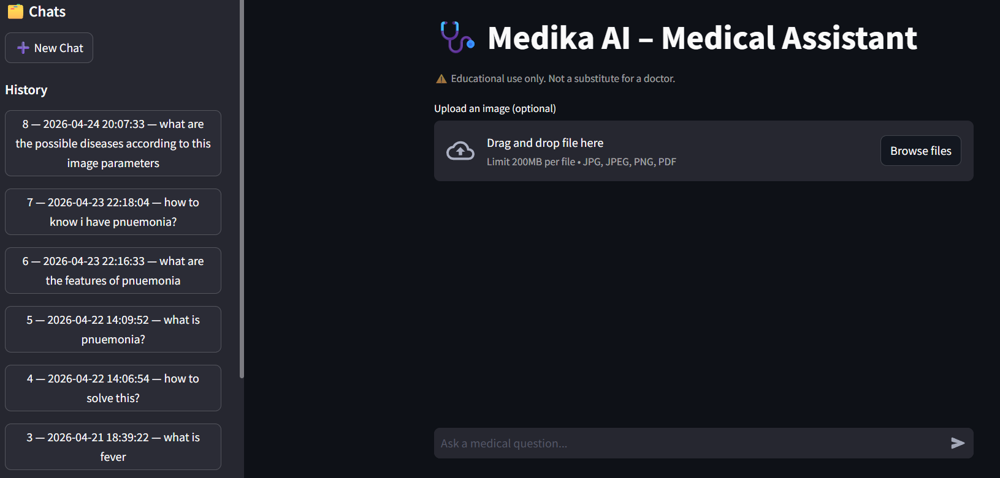 Chats
New Chat
History
8 — 2026-04-24 20:07:33 — what are
the possible diseases according to this
image parameters
7 — 2026-04-23 22:18:04 — how to
know i have pnuemonia?
6 — 2026-04-23 22:16:33 — what are
the features of pnuemonia
5 — 2026-04-22 14:09:52 — what is
pnuemonia?
4 — 2026-04-22 14:06:54 — how to
solve this?
3 — 2026-04-21 18:39:22 — what is
fever
Medika AI – Medical Assistant
Educational use only. Not a substitute for a doctor.
Upload an image (optional)
Drag and drop file here
Limit 200MB per file • JPG, JPEG, PNG, PDF
Browse files
Ask a medical question...